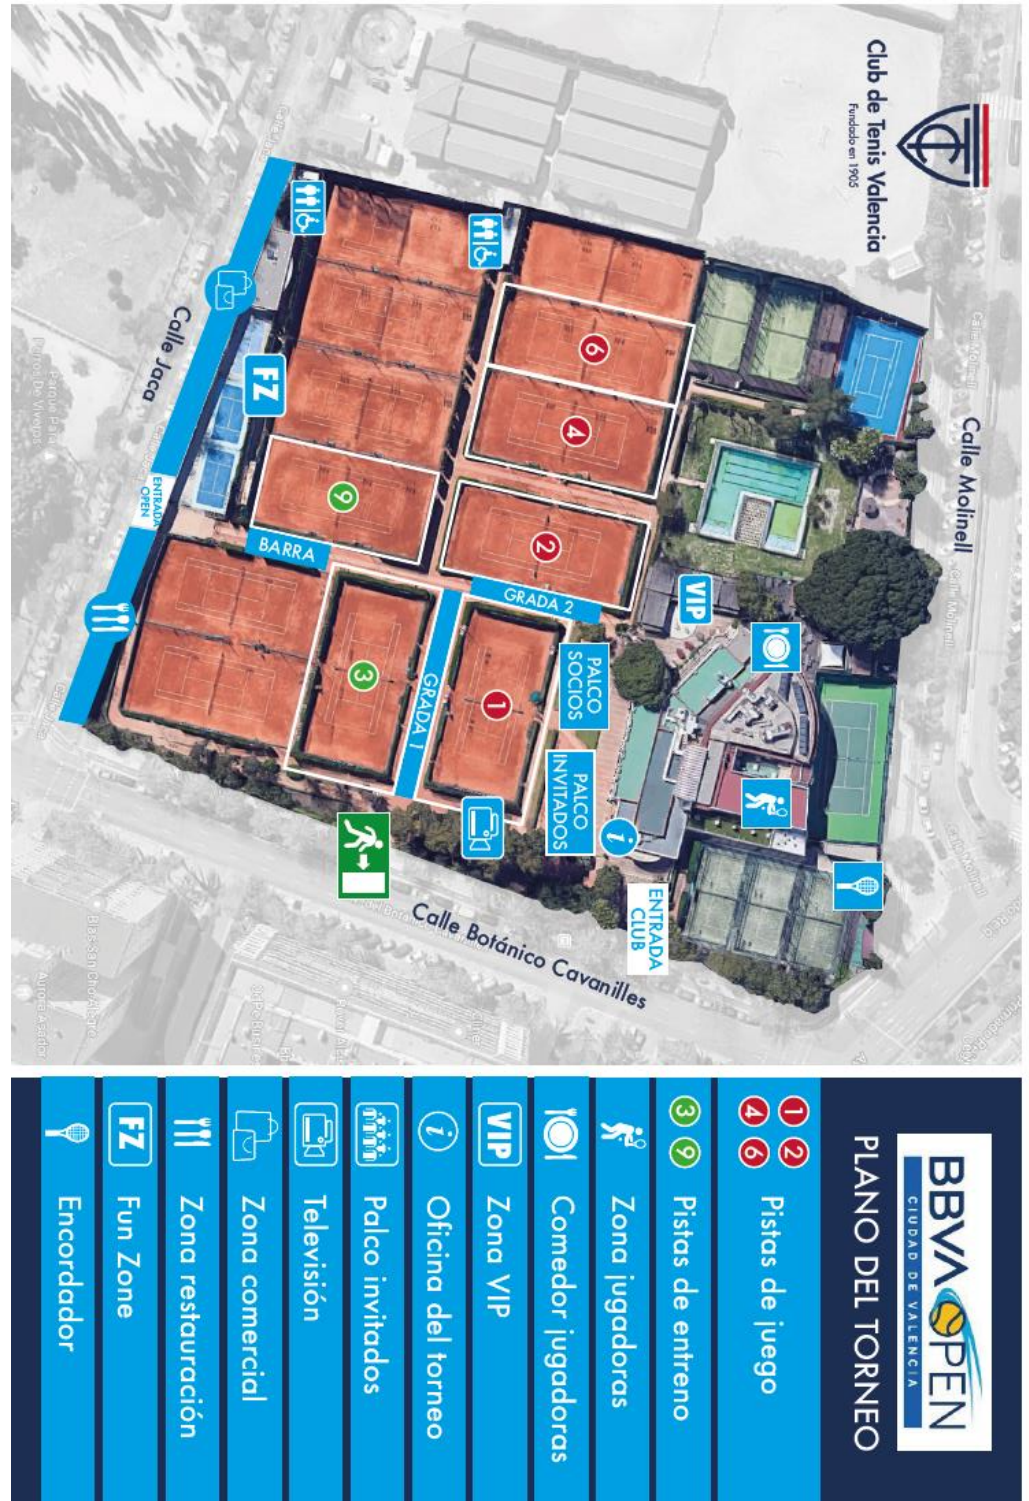 Club de Tenis Valencia
Fundado en 1905
Calle Molinell
Calle Molinell
Calle Molinell
Calle Jaca
ENTRADA
OPEN
FZ
6
4
9
2
BARRA
GRADA 2
VIP
3
GRADA 1
1
PALCO
SOCIOS
PALCO
INVITADOS
i
ENTRADA
CLUB
Calle Botánico Cavanilles
BBVA OPEN
CIUDAD DE VALENCIA
PLANO DEL TORNEO
1 2
4 6
Pistas de juego
3 9 Pistas de entreno
Zona jugadoras
Comedor jugadoras
VIP Zona VIP
i Oficina del torneo
Palco invitados
Televisión
Zona comercial
Zona restauración
FZ Fun Zone
Encordador